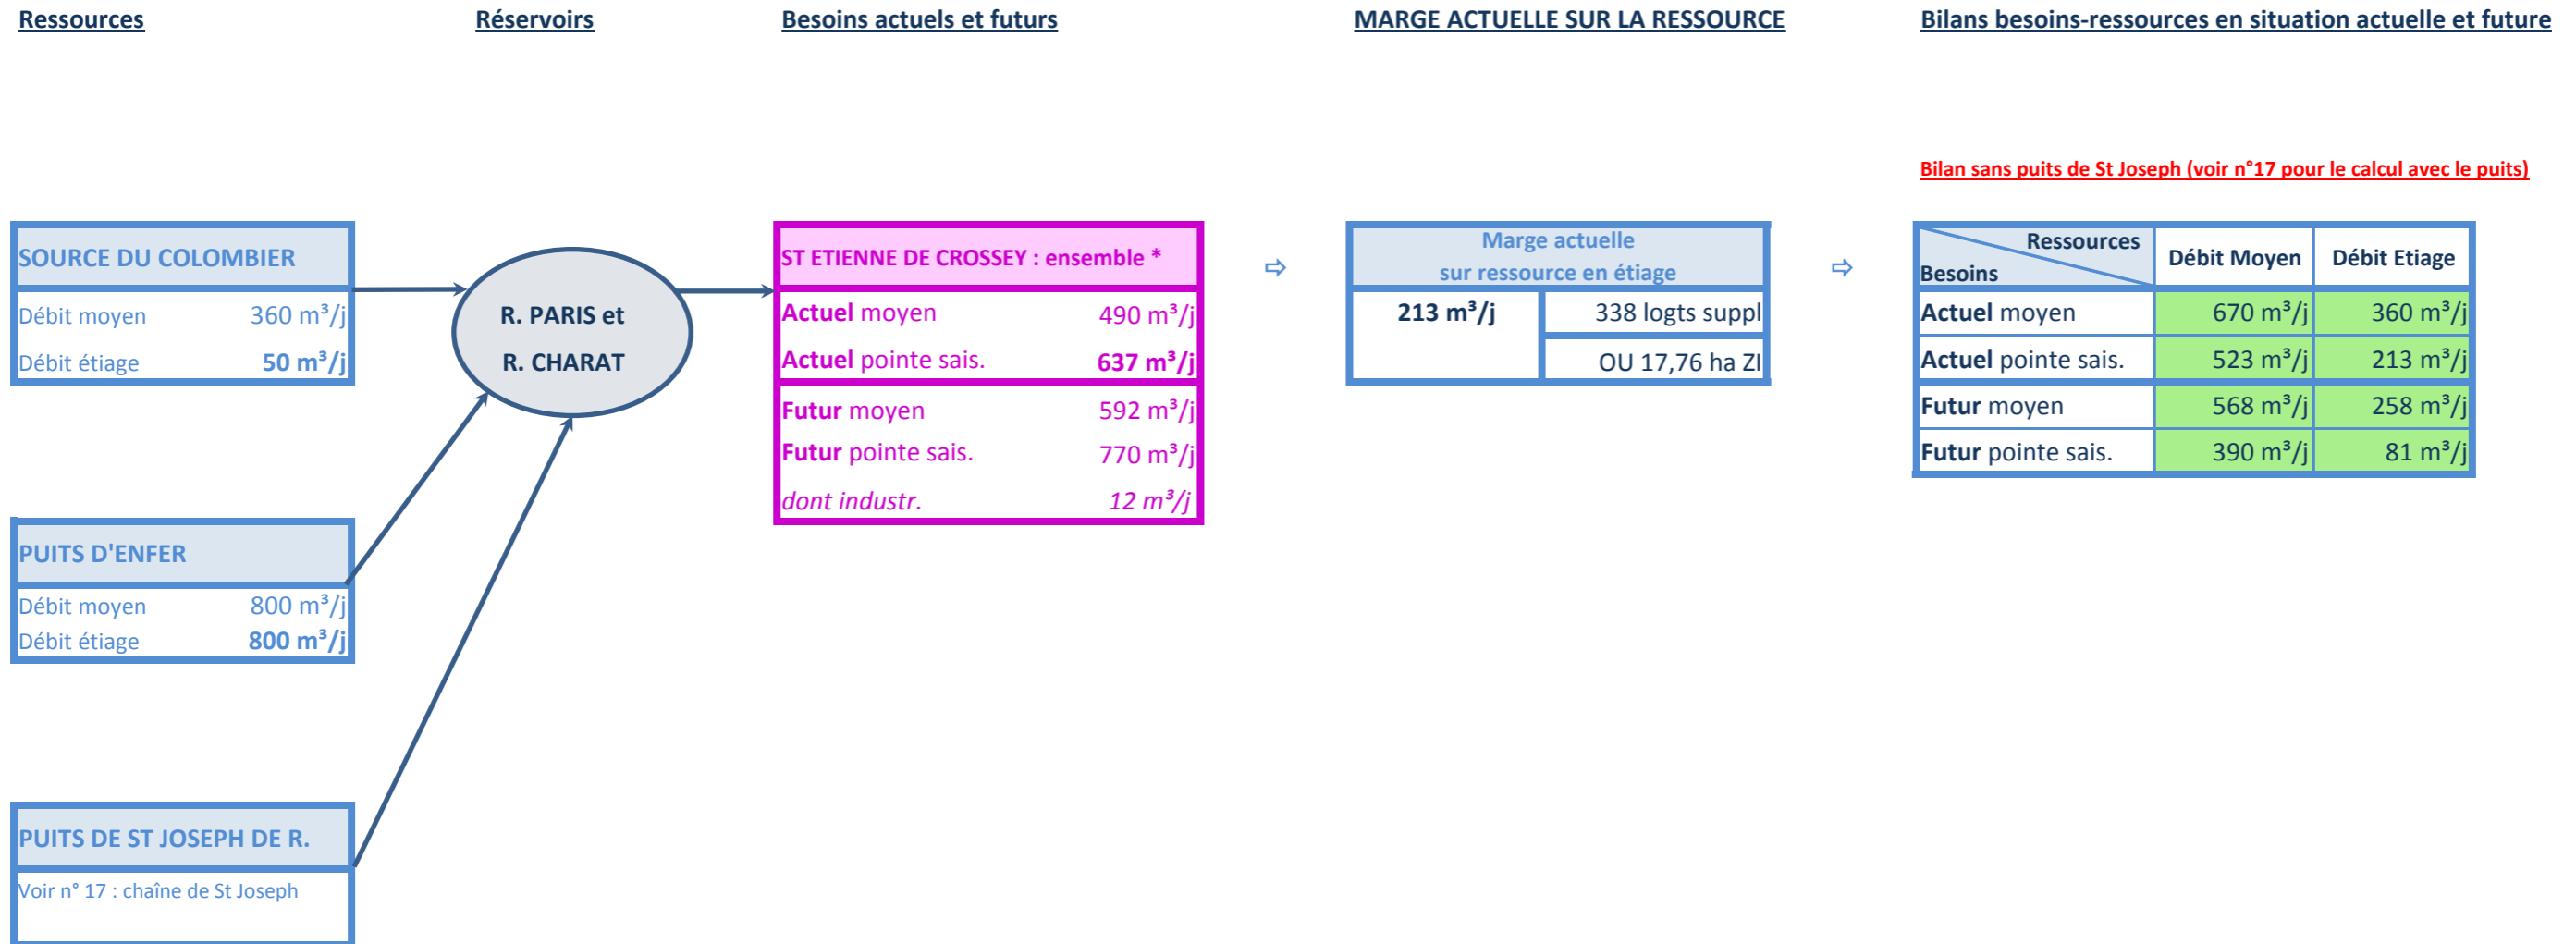 Ressources
Réservoirs
Besoins actuels et futurs
MARGE ACTUELLE SUR LA RESSOURCE
Bilans besoins-ressources en situation actuelle et future
Bilan sans puits de St Joseph (voir n°17 pour le calcul avec le puits)
SOURCE DU COLOMBIER
Débit moyen 360 m³/j
Débit étiage 50 m³/j
PUITS D'ENFER
Débit moyen 800 m³/j
Débit étiage 800 m³/j
PUITS DE ST JOSEPH DE R.
Voir n° 17 : chaîne de St Joseph
R. PARIS et
R. CHARAT
ST ETIENNE DE CROSSEY : ensemble *
Actuel moyen 490 m³/j
Actuel pointe sais. 637 m³/j
Futur moyen 592 m³/j
Futur pointe sais. 770 m³/j
dont industr. 12 m³/j
⇨
Marge actuelle
sur ressource en étiage
213 m³/j 338 logts suppl
OU 17,76 ha ZI
⇨
Ressources
Besoins
Débit Moyen Débit Etiage
Actuel moyen 670 m³/j 360 m³/j
Actuel pointe sais. 523 m³/j 213 m³/j
Futur moyen 568 m³/j 258 m³/j
Futur pointe sais. 390 m³/j 81 m³/j